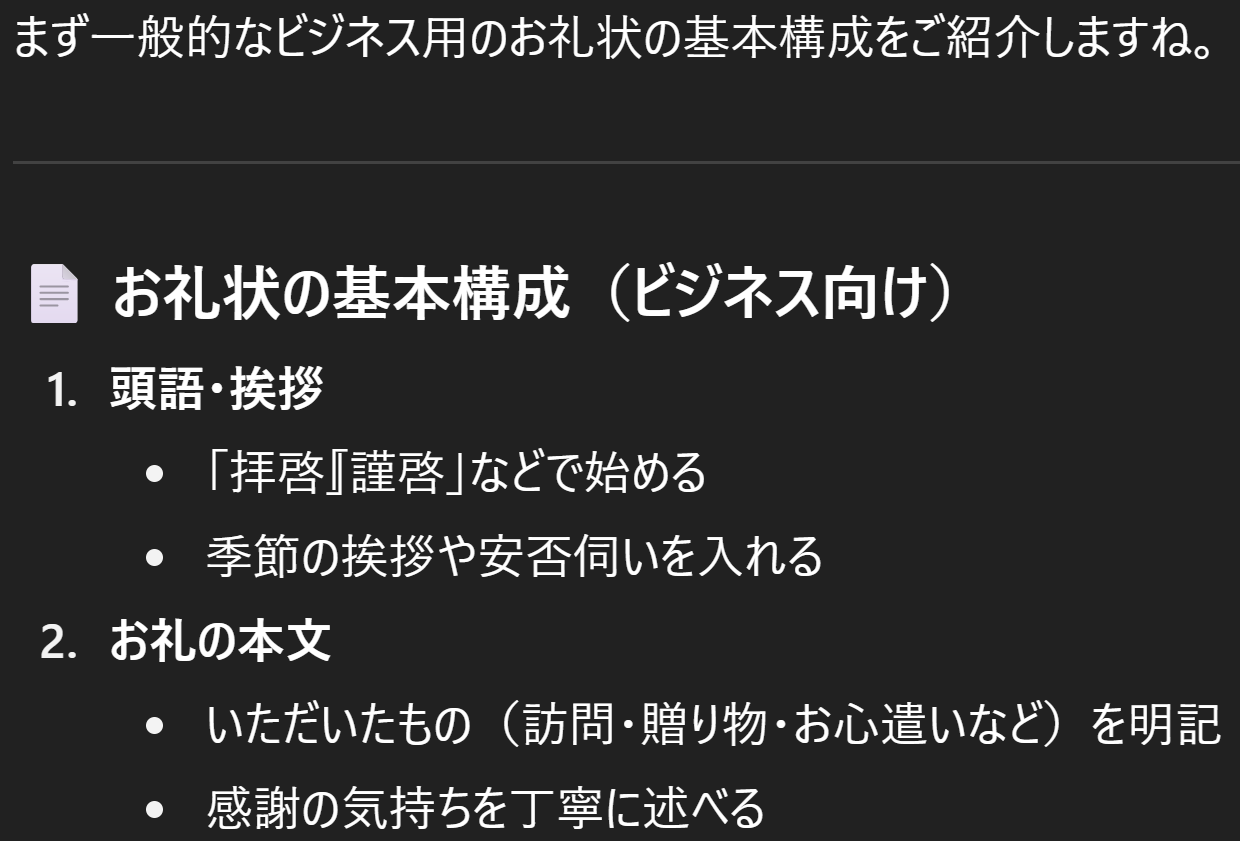 まず一般的なビジネス用のお礼状の基本構成をご紹介しますね。
お礼状の基本構成（ビジネス向け）
1. 頭語・挨拶
• 「拝啓」「謹啓」などで始める
• 季節の挨拶や安否伺いを入れる
2. お礼の本文
• いただいたもの（訪問・贈り物・お心遣いなど）を明記
• 感謝の気持ちを丁寧に述べる